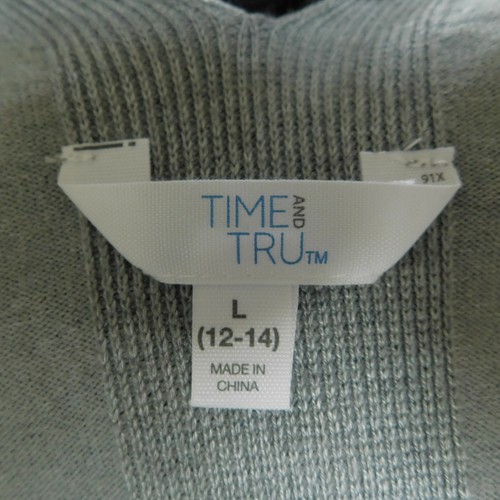 TIME AND
TRU™
L
(12-14)
MADE IN
CHINA
91X